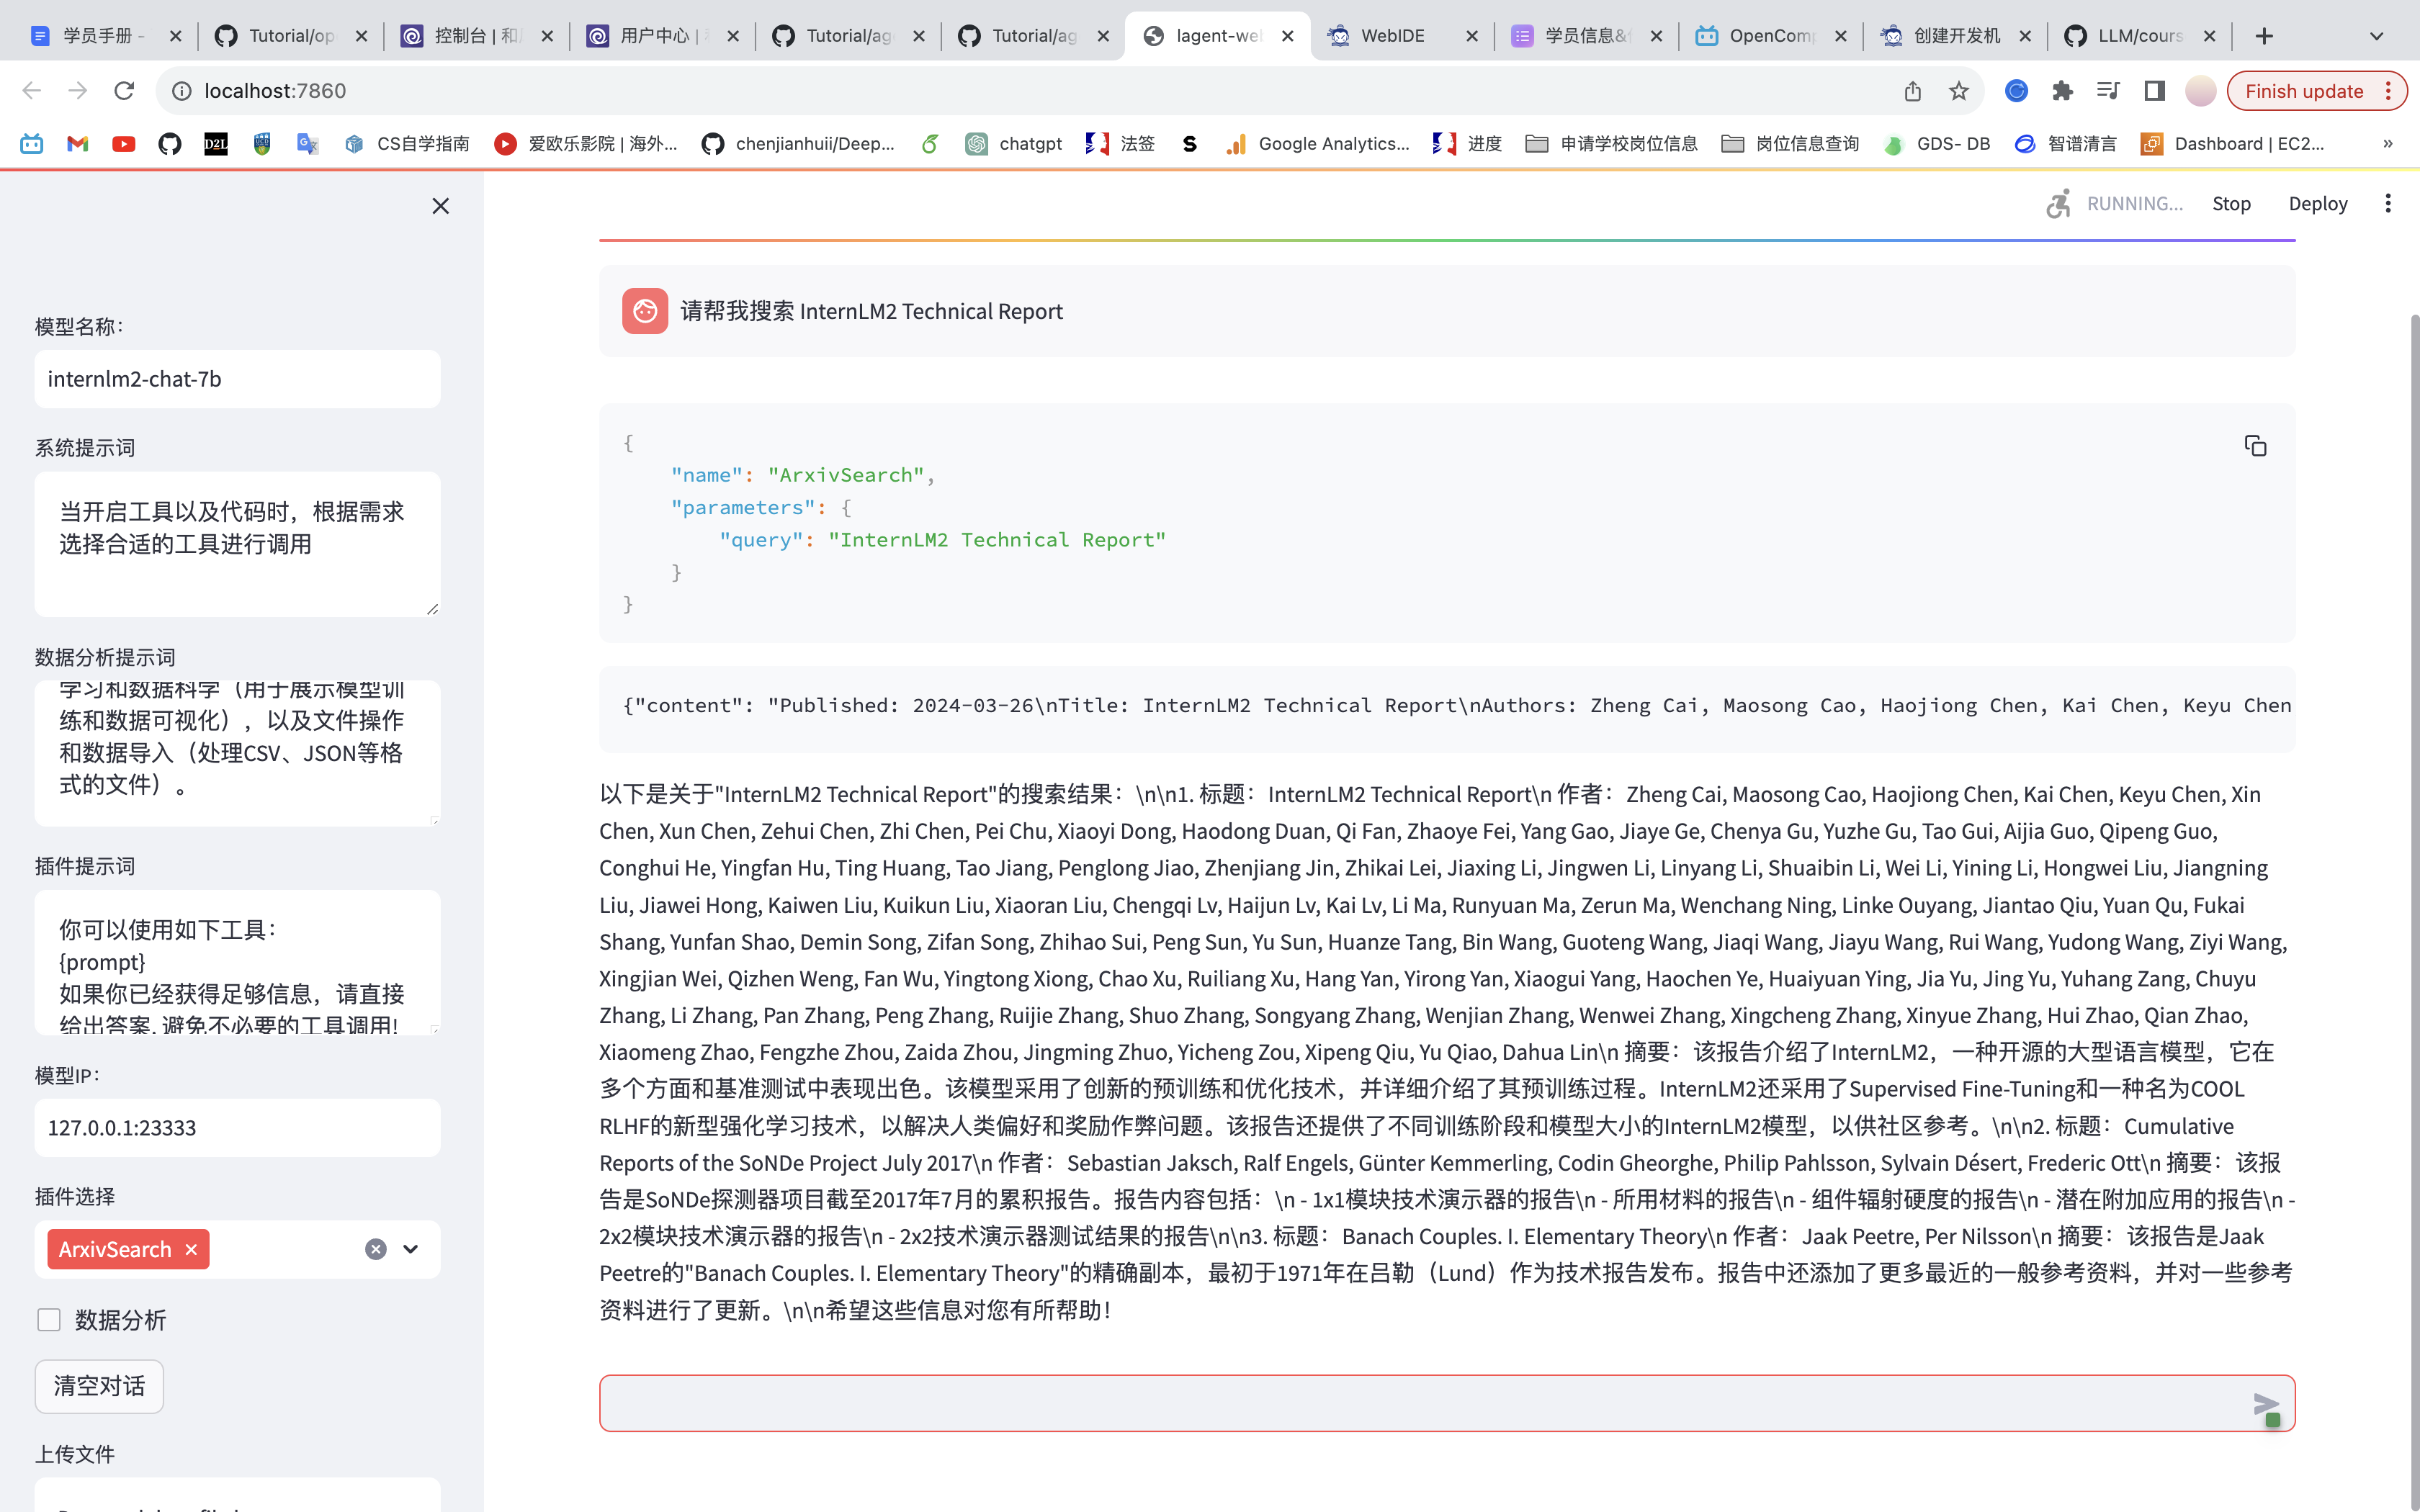 学员手册 -
Tutorial/op
控制台 | 和
用户中心 |
Tutorial/ag
Tutorial/ag
lagent-we
WebIDE
学员信息&
OpenComp
创建开发机
LLM/cours
localhost:7860
Finish update
D2L
CS自学指南
爱欧乐影院 | 海外...
chenjianhuii/Deep...
chatgpt
法签
Google Analytics...
进度
申请学校岗位信息
岗位信息查询
GDS- DB
智谱清言
Dashboard | EC2...
»
RUNNING...
Stop
Deploy
模型名称：
internlm2-chat-7b
系统提示词
当开启工具以及代码时，根据需求
选择合适的工具进行调用
数据分析提示词
学习和数据科学（用于展示模型训
练和数据可视化），以及文件操作
和数据导入（处理CSV、JSON等格
式的文件）。
插件提示词
你可以使用如下工具：
{prompt}
如果你已经获得足够信息，请直接
给出答案. 避免不必要的工具调用!
模型IP：
127.0.0.1:23333
插件选择
ArxivSearch
数据分析
清空对话
上传文件
请帮我搜索 InternLM2 Technical Report
{
"name": "ArxivSearch",
"parameters": {
"query": "InternLM2 Technical Report"
}
}
{"content": "Published: 2024-03-26\nTitle: InternLM2 Technical Report\nAuthors: Zheng Cai, Maosong Cao, Haojiong Chen, Kai Chen, Keyu Chen
以下是关于"InternLM2 Technical Report"的搜索结果：\n\n1. 标题：InternLM2 Technical Report\n 作者：Zheng Cai, Maosong Cao, Haojiong Chen, Kai Chen, Keyu Chen, Xin
Chen, Xun Chen, Zehui Chen, Zhi Chen, Pei Chu, Xiaoyi Dong, Haodong Duan, Qi Fan, Zhaoye Fei, Yang Gao, Jiaye Ge, Chenya Gu, Yuzhe Gu, Tao Gui, Aijia Guo, Qipeng Guo,
Conghui He, Yingfan Hu, Ting Huang, Tao Jiang, Penglong Jiao, Zhenjiang Jin, Zhikai Lei, Jiaxing Li, Jingwen Li, Linyang Li, Shuaibin Li, Wei Li, Yining Li, Hongwei Liu, Jiangning
Liu, Jiawei Hong, Kaiwen Liu, Kuikun Liu, Xiaoran Liu, Chengqi Lv, Haijun Lv, Kai Lv, Li Ma, Runyuan Ma, Zerun Ma, Wenchang Ning, Linke Ouyang, Jiantao Qiu, Yuan Qu, Fukai
Shang, Yunfan Shao, Demin Song, Zifan Song, Zhihao Sui, Peng Sun, Yu Sun, Huanze Tang, Bin Wang, Guoteng Wang, Jiaqi Wang, Jiayu Wang, Rui Wang, Yudong Wang, Ziyi Wang,
Xingjian Wei, Qizhen Weng, Fan Wu, Yingtong Xiong, Chao Xu, Ruiliang Xu, Hang Yan, Yirong Yan, Xiaogui Yang, Haochen Ye, Huaiyuan Ying, Jia Yu, Jing Yu, Yuhang Zang, Chuyu
Zhang, Li Zhang, Pan Zhang, Peng Zhang, Ruijie Zhang, Shuo Zhang, Songyang Zhang, Wenjian Zhang, Wenwei Zhang, Xingcheng Zhang, Xinyue Zhang, Hui Zhao, Qian Zhao,
Xiaomeng Zhao, Fengzhe Zhou, Zaida Zhou, Jingming Zhuo, Yicheng Zou, Xipeng Qiu, Yu Qiao, Dahua Lin\n 摘要：该报告介绍了InternLM2，一种开源的大型语言模型，它在
多个方面和基准测试中表现出色。该模型采用了创新的预训练和优化技术，并详细介绍了其预训练过程。InternLM2还采用了Supervised Fine-Tuning和一种名为COOL
RLHF的新型强化学习技术，以解决人类偏好和奖励作弊问题。该报告还提供了不同训练阶段和模型大小的InternLM2模型，以供社区参考。\n\n2. 标题：Cumulative
Reports of the SoNDe Project July 2017\n 作者：Sebastian Jaksch, Ralf Engels, Günter Kemmerling, Codin Gheorghe, Philip Pahlsson, Sylvain Désert, Frederic Ott\n 摘要：该报
告是SoNDe探测器项目截至2017年7月的累积报告。报告内容包括：\n - 1x1模块技术演示器的报告\n - 所用材料的报告\n - 组件辐射硬度的报告\n - 潜在附加应用的报告\n -
2x2模块技术演示器的报告\n - 2x2技术演示器测试结果的报告\n\n3. 标题：Banach Couples. I. Elementary Theory\n 作者：Jaak Peetre, Per Nilsson\n 摘要：该报告是Jaak
Peetre的"Banach Couples. I. Elementary Theory"的精确副本，最初于1971年在吕勒（Lund）作为技术报告发布。报告中还添加了更多最近的一般参考资料，并对一些参考
资料进行了更新。\n\n希望这些信息对您有所帮助！